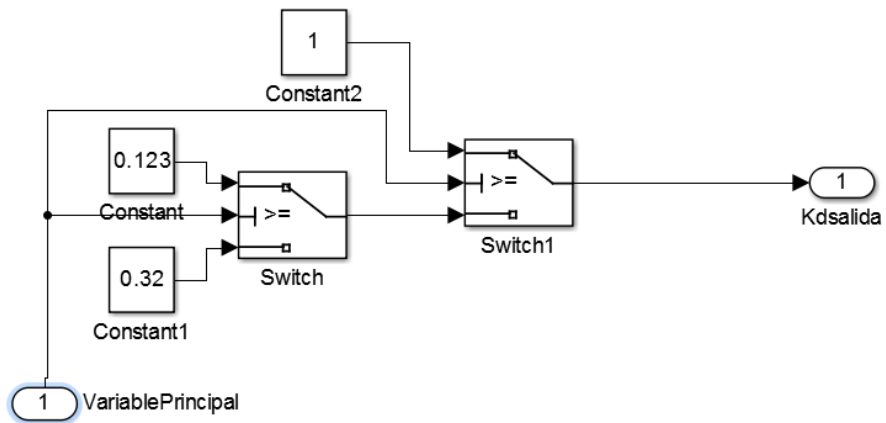 1
Constant2
0.123
>=
>=
1
Constant
Kdsalida
Switch1
0.32
Switch
Constant1
1
VariablePrincipal